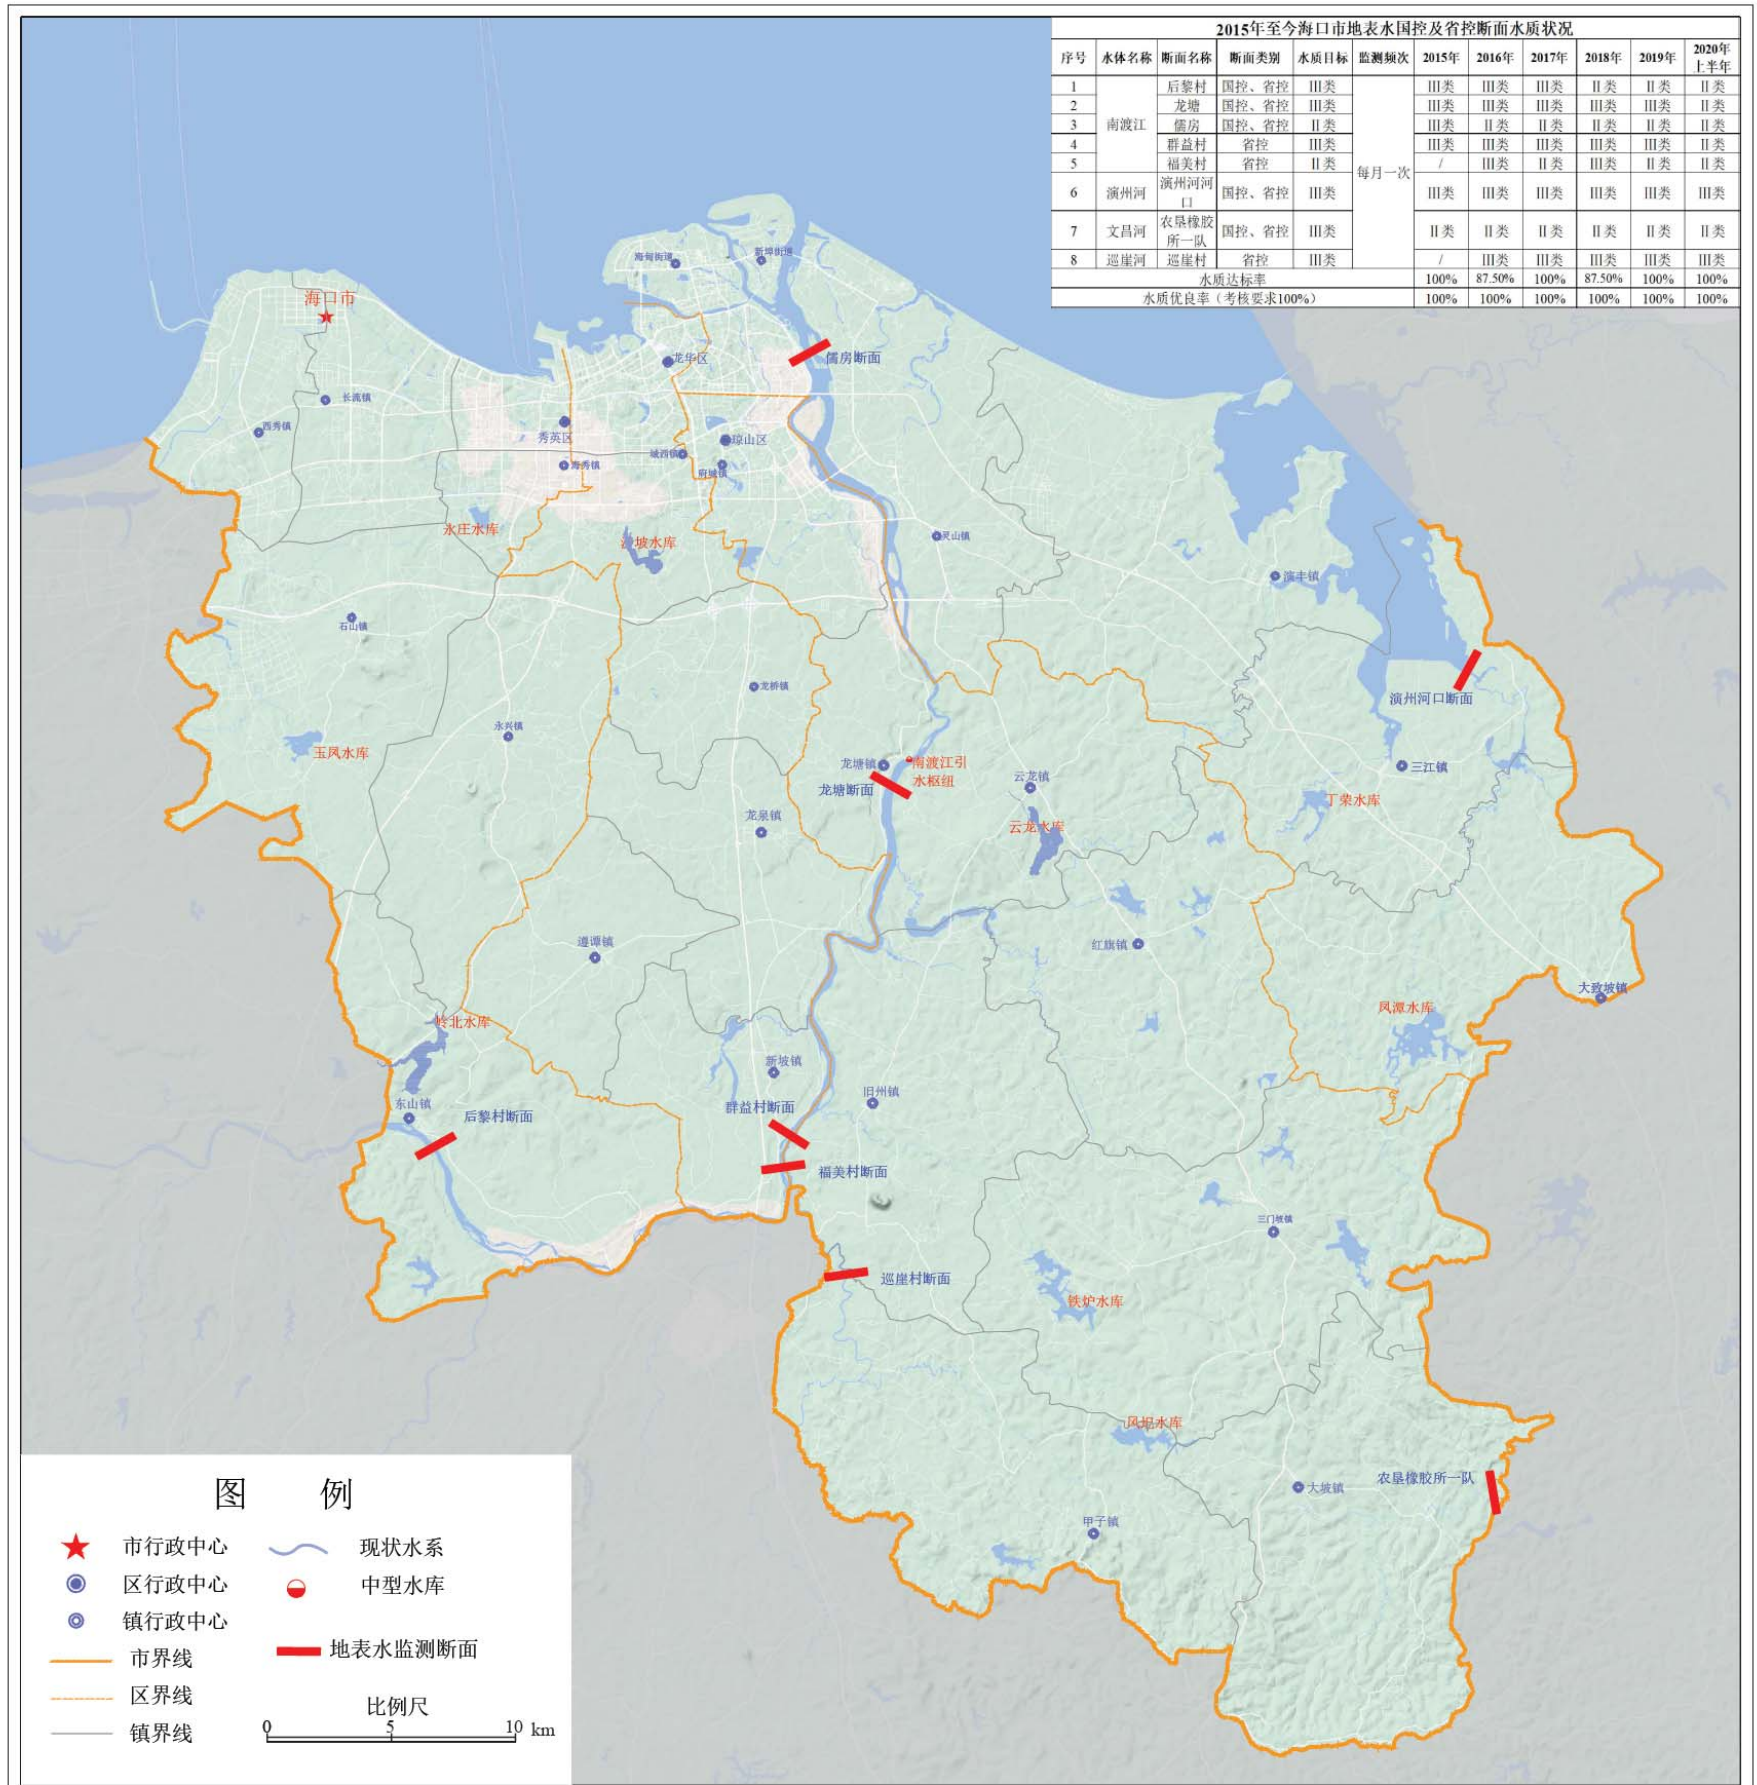 2015年至今海口市地表水国控及省控断面水质状况
序号 水体名称 断面名称 断面类别 水质目标 监测频次 2015年 2016年 2017年 2018年 2019年 2020年上半年
1 南渡江 后黎村 国控、省控 III类 每月一次 III类 III类 III类 II类 II类 II类
2 龙塘 国控、省控 III类 III类 III类 III类 III类 III类 II类
3 儒房 国控、省控 II类 III类 II类 II类 II类 II类 II类
4 群益村 省控 III类 III类 III类 III类 III类 III类 II类
5 福美村 省控 II类 / III类 II类 III类 II类 II类
6 演州河 演州河河口 国控、省控 III类 III类 III类 III类 III类 III类 III类
7 文昌河 农垦橡胶所一队 国控、省控 III类 II类 II类 II类 II类 II类 II类
8 巡崖河 巡崖村 省控 III类 / III类 III类 III类 III类 III类
水质达标率 100% 87.50% 100% 87.50% 100% 100%
水质优良率（考核要求100%） 100% 100% 100% 100% 100% 100%
海甸街道
新埠街道
海口市
龙华区
儒房断面
长流镇
西秀镇
秀英区
琼山区
城西镇
海秀镇
府城镇
永庄水库
沙坡水库
灵山镇
演丰镇
石山镇
龙桥镇
演州河口断面
永兴镇
玉凤水库
龙塘镇
南渡江引
水枢纽
龙塘断面
云龙镇
三江镇
丁荣水库
龙泉镇
云龙水库
遵谭镇
红旗镇
大致坡镇
凤潭水库
岭北水库
新坡镇
旧州镇
东山镇
后黎村断面
群益村断面
福美村断面
三门坡镇
巡崖村断面
铁炉水库
风圯水库
农垦橡胶所一队
大坡镇
甲子镇
图 例
市行政中心
现状水系
区行政中心
中型水库
镇行政中心
地表水监测断面
市界线
区界线
镇界线
比例尺
0 5 10 km